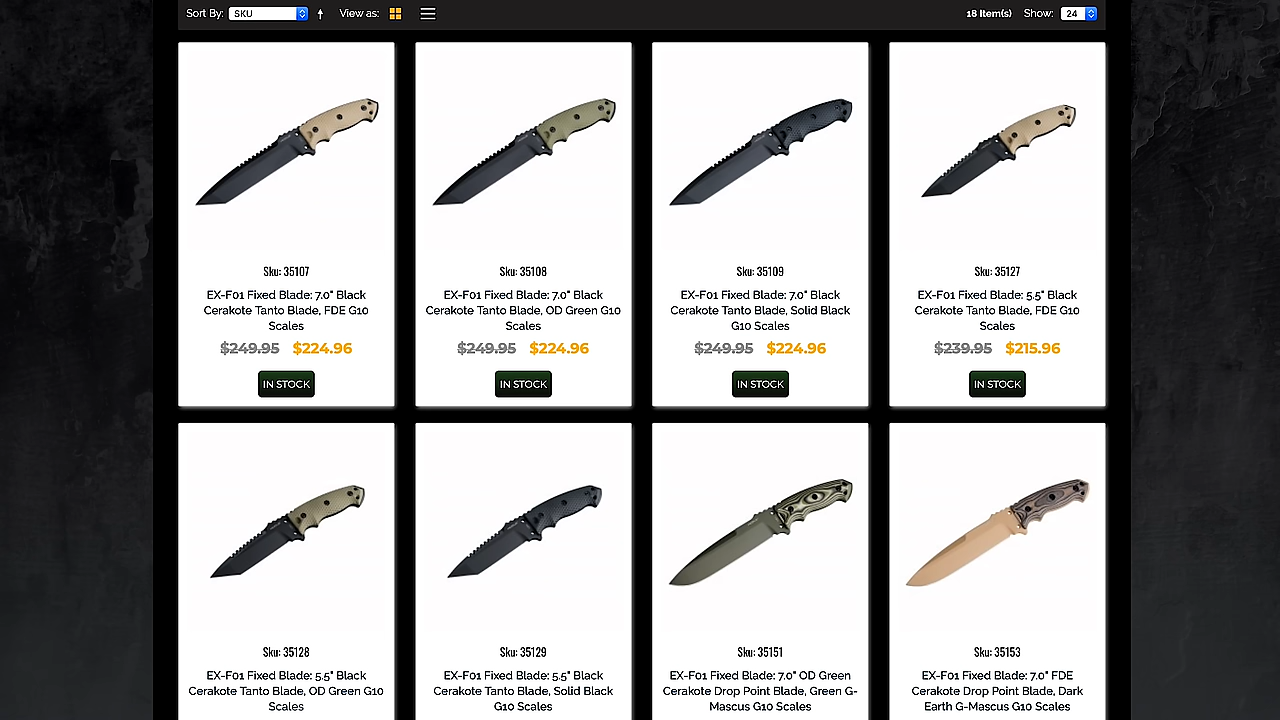 Sort By: SKU View as: 18 Item(s) Show: 24
Sku: 35107
EX-F01 Fixed Blade: 7.0" Black
Cerakote Tanto Blade, FDE G10
Scales
$249.95 $224.96
IN STOCK
Sku: 35108
EX-F01 Fixed Blade: 7.0" Black
Cerakote Tanto Blade, OD Green G10
Scales
$249.95 $224.96
IN STOCK
Sku: 35109
EX-F01 Fixed Blade: 7.0" Black
Cerakote Tanto Blade, Solid Black
G10 Scales
$249.95 $224.96
IN STOCK
Sku: 35127
EX-F01 Fixed Blade: 5.5" Black
Cerakote Tanto Blade, FDE G10
Scales
$239.95 $215.96
IN STOCK
Sku: 35128
EX-F01 Fixed Blade: 5.5" Black
Cerakote Tanto Blade, OD Green G10
Scales
Sku: 35129
EX-F01 Fixed Blade: 5.5" Black
Cerakote Tanto Blade, Solid Black
G10 Scales
Sku: 35151
EX-F01 Fixed Blade: 7.0" OD Green
Cerakote Drop Point Blade, Green G-
Mascus G10 Scales
Sku: 35153
EX-F01 Fixed Blade: 7.0" FDE
Cerakote Drop Point Blade, Dark
Earth G-Mascus G10 Scales